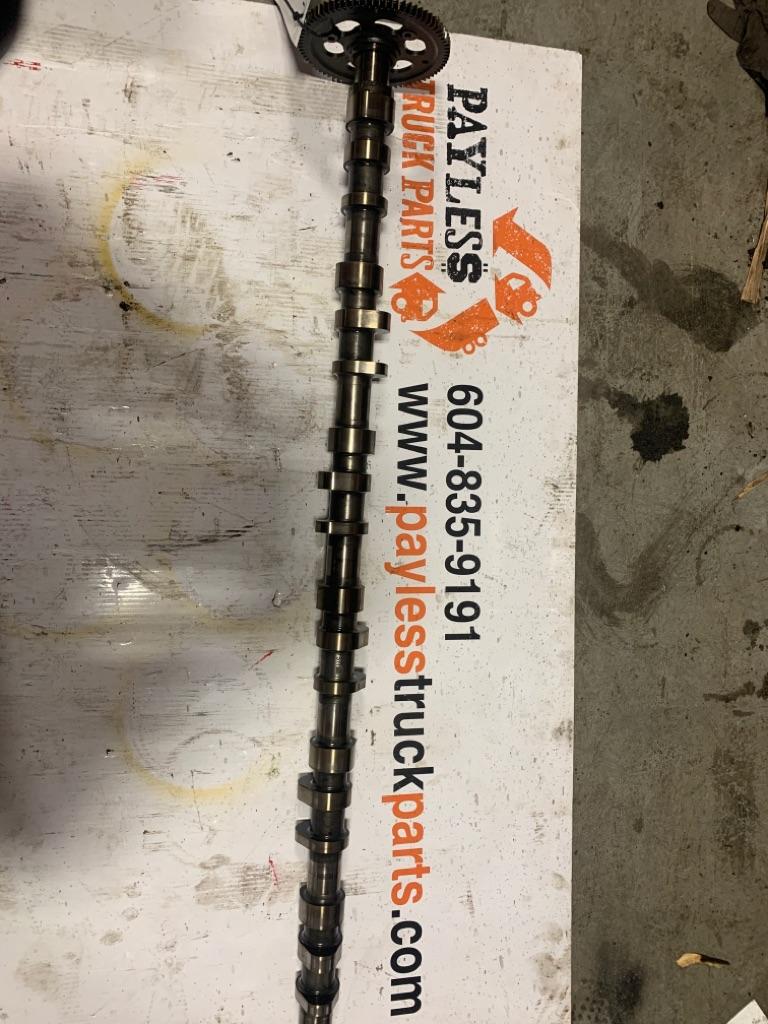 PAYLESS
TRUCK PARTS
604-835-9191
www.paylesstruckparts.com